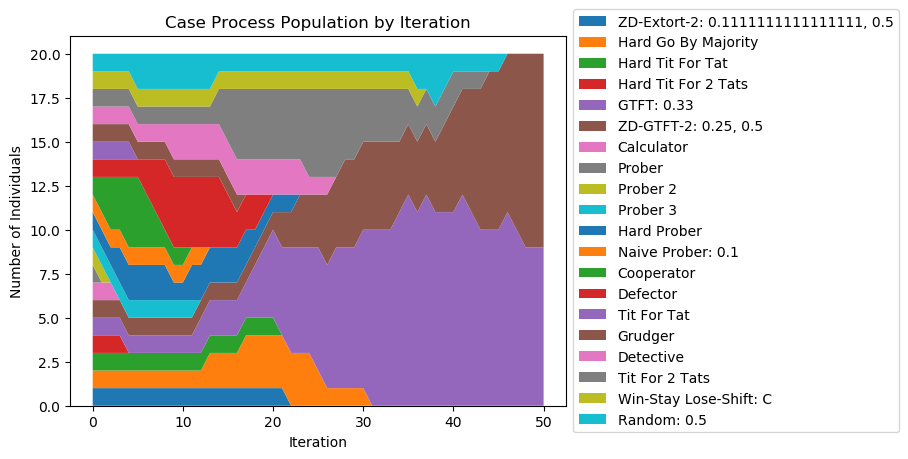 Case Process Population by Iteration
Number of Individuals
20.0
17.5
15.0
12.5
10.0
7.5
5.0
2.5
0.0
0 10 20 30 40 50
Iteration
ZD-Extort-2: 0.1111111111111111, 0.5
Hard Go By Majority
Hard Tit For Tat
Hard Tit For 2 Tats
GTFT: 0.33
ZD-GTFT-2: 0.25, 0.5
Calculator
Prober
Prober 2
Prober 3
Hard Prober
Naive Prober: 0.1
Cooperator
Defector
Tit For Tat
Grudger
Detective
Tit For 2 Tats
Win-Stay Lose-Shift: C
Random: 0.5